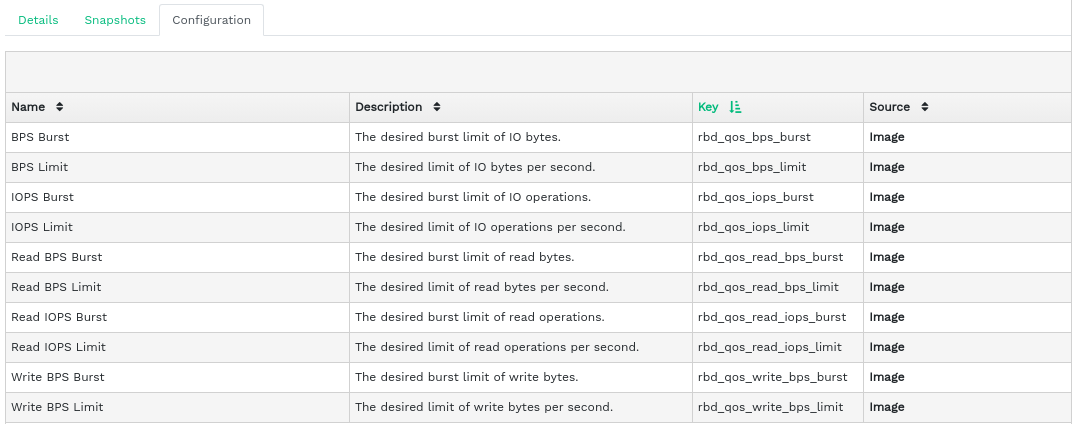 Details Snapshots Configuration
Name Description Key Source
BPS Burst The desired burst limit of IO bytes. rbd_qos_bps_burst Image
BPS Limit The desired limit of IO bytes per second. rbd_qos_bps_limit Image
IOPS Burst The desired burst limit of IO operations. rbd_qos_iops_burst Image
IOPS Limit The desired limit of IO operations per second. rbd_qos_iops_limit Image
Read BPS Burst The desired burst limit of read bytes. rbd_qos_read_bps_burst Image
Read BPS Limit The desired limit of read bytes per second. rbd_qos_read_bps_limit Image
Read IOPS Burst The desired burst limit of read operations. rbd_qos_read_iops_burst Image
Read IOPS Limit The desired limit of read operations per second. rbd_qos_read_iops_limit Image
Write BPS Burst The desired burst limit of write bytes. rbd_qos_write_bps_burst Image
Write BPS Limit The desired limit of write bytes per second. rbd_qos_write_bps_limit Image